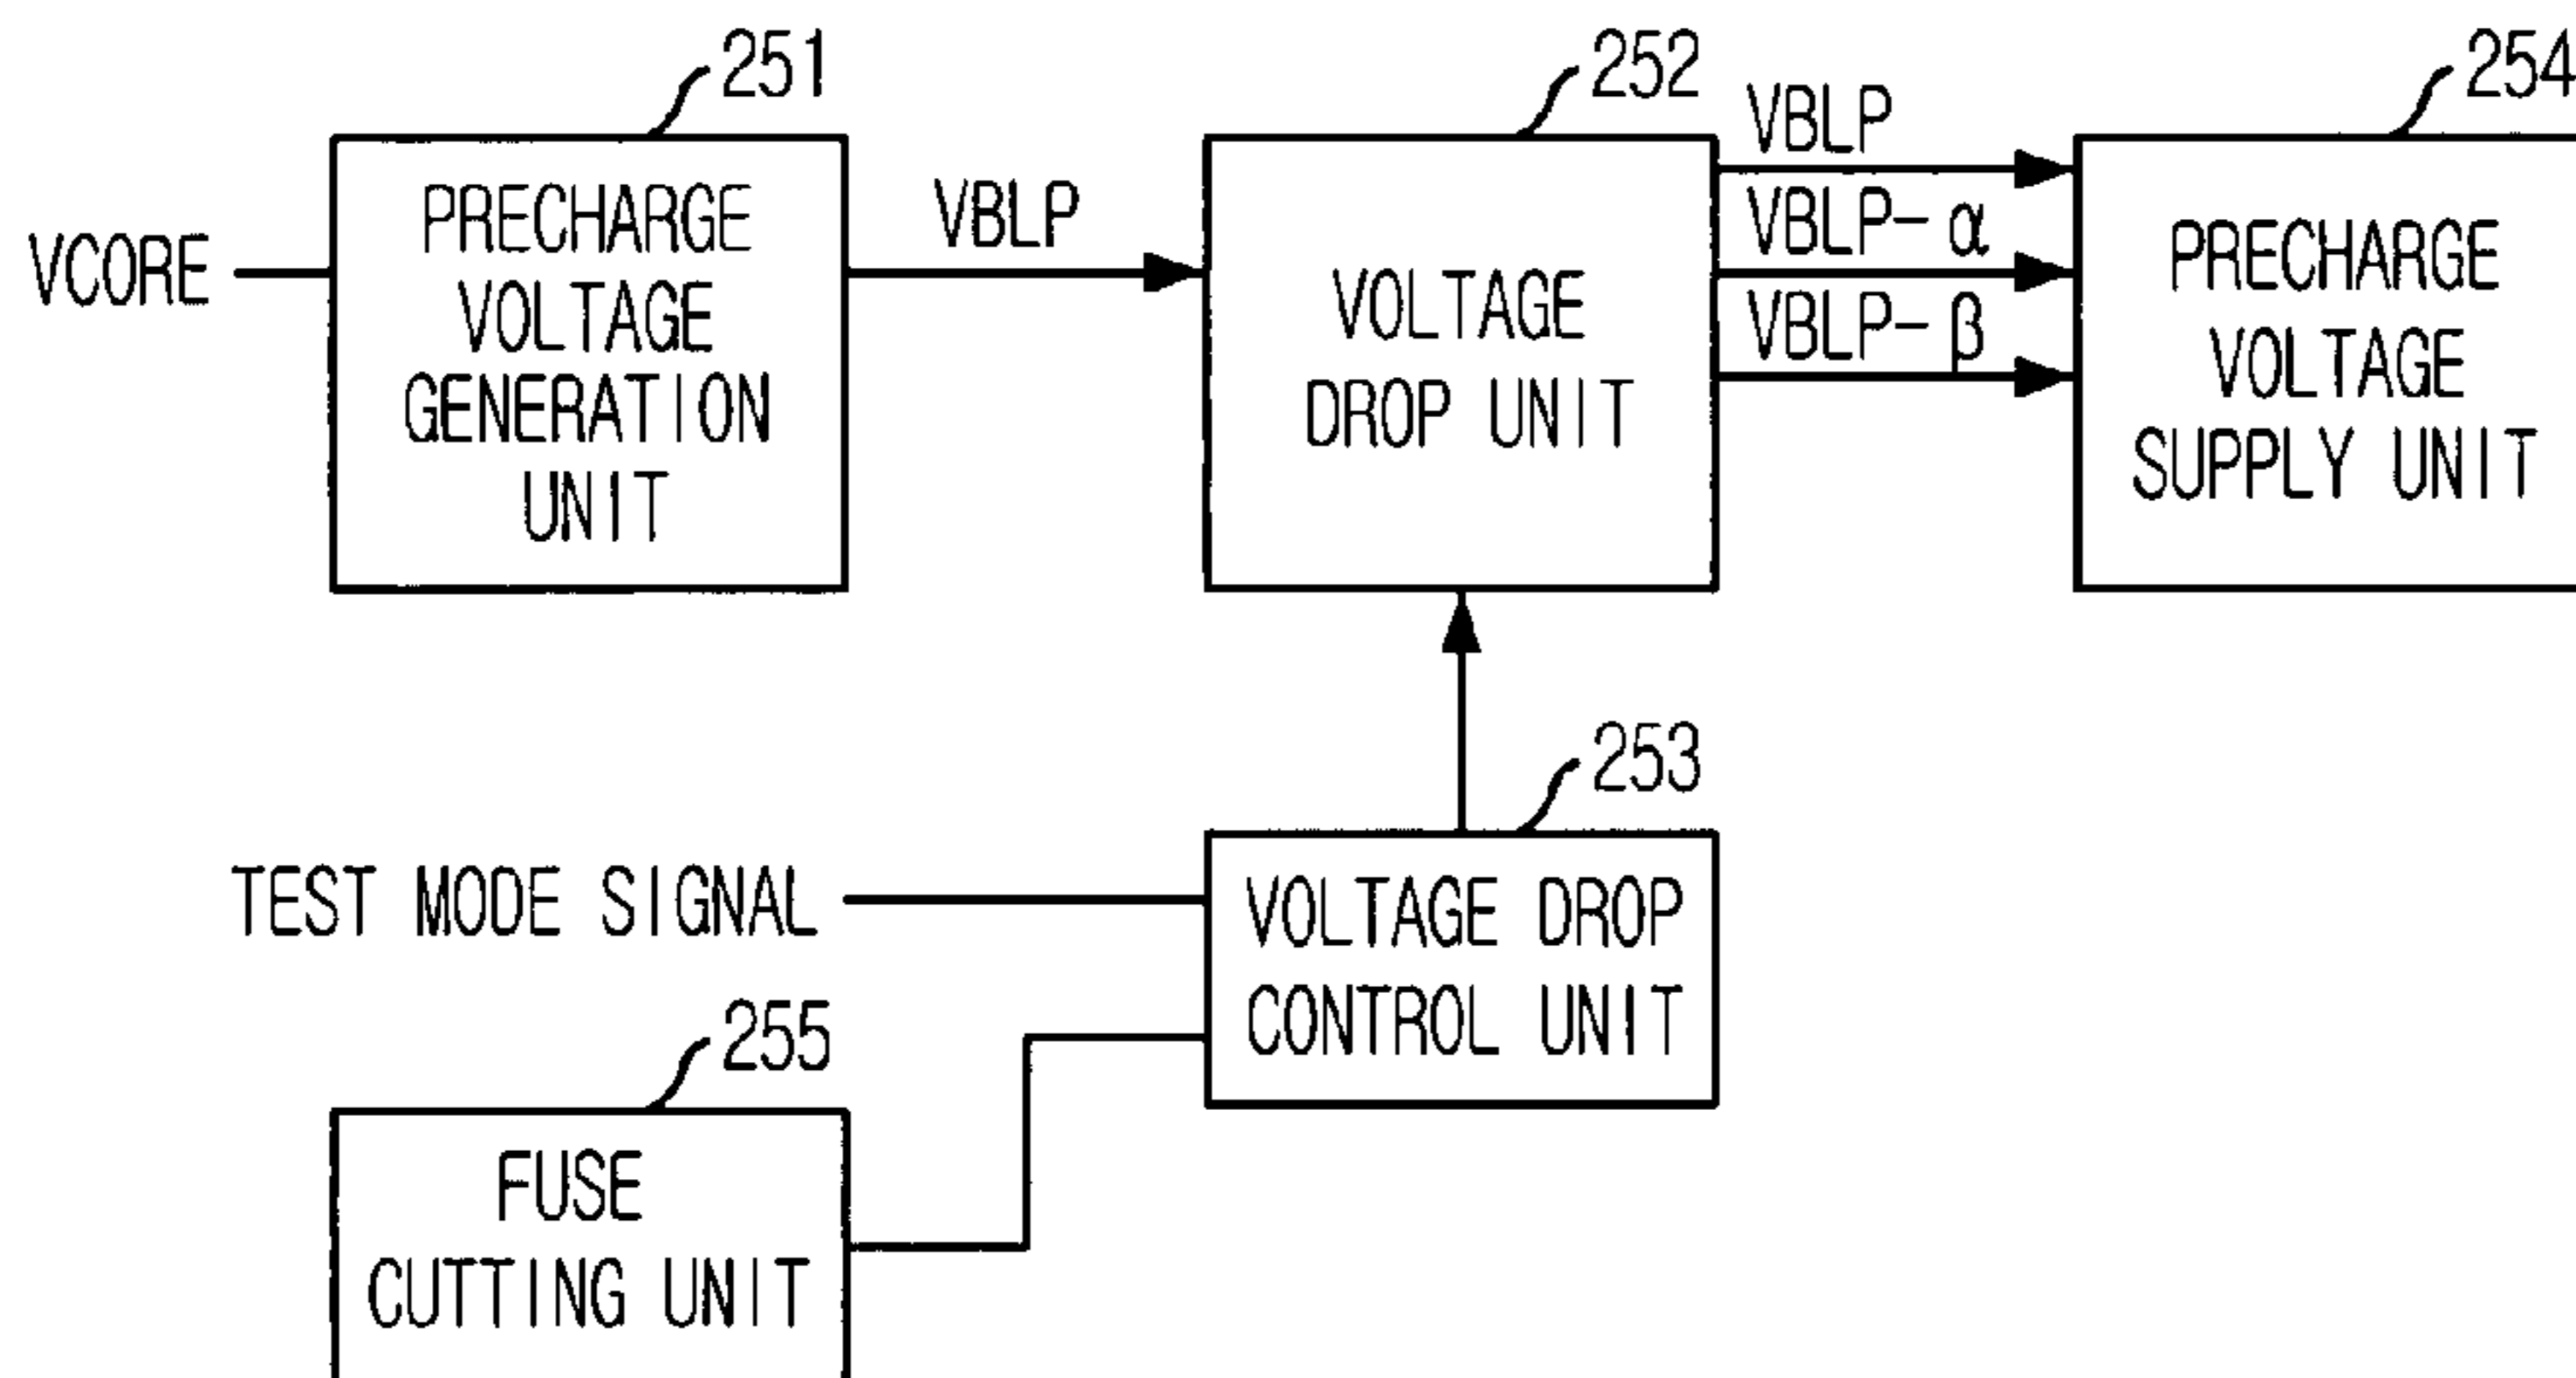 251
252
254
VCORE
PRECHARGE
VOLTAGE
GENERATION
UNIT
VBLP
VOLTAGE
DROP UNIT
VBLP
VBLP-α
VBLP-β
PRECHARGE
VOLTAGE
SUPPLY UNIT
253
TEST MODE SIGNAL
VOLTAGE DROP
CONTROL UNIT
255
FUSE
CUTTING UNIT